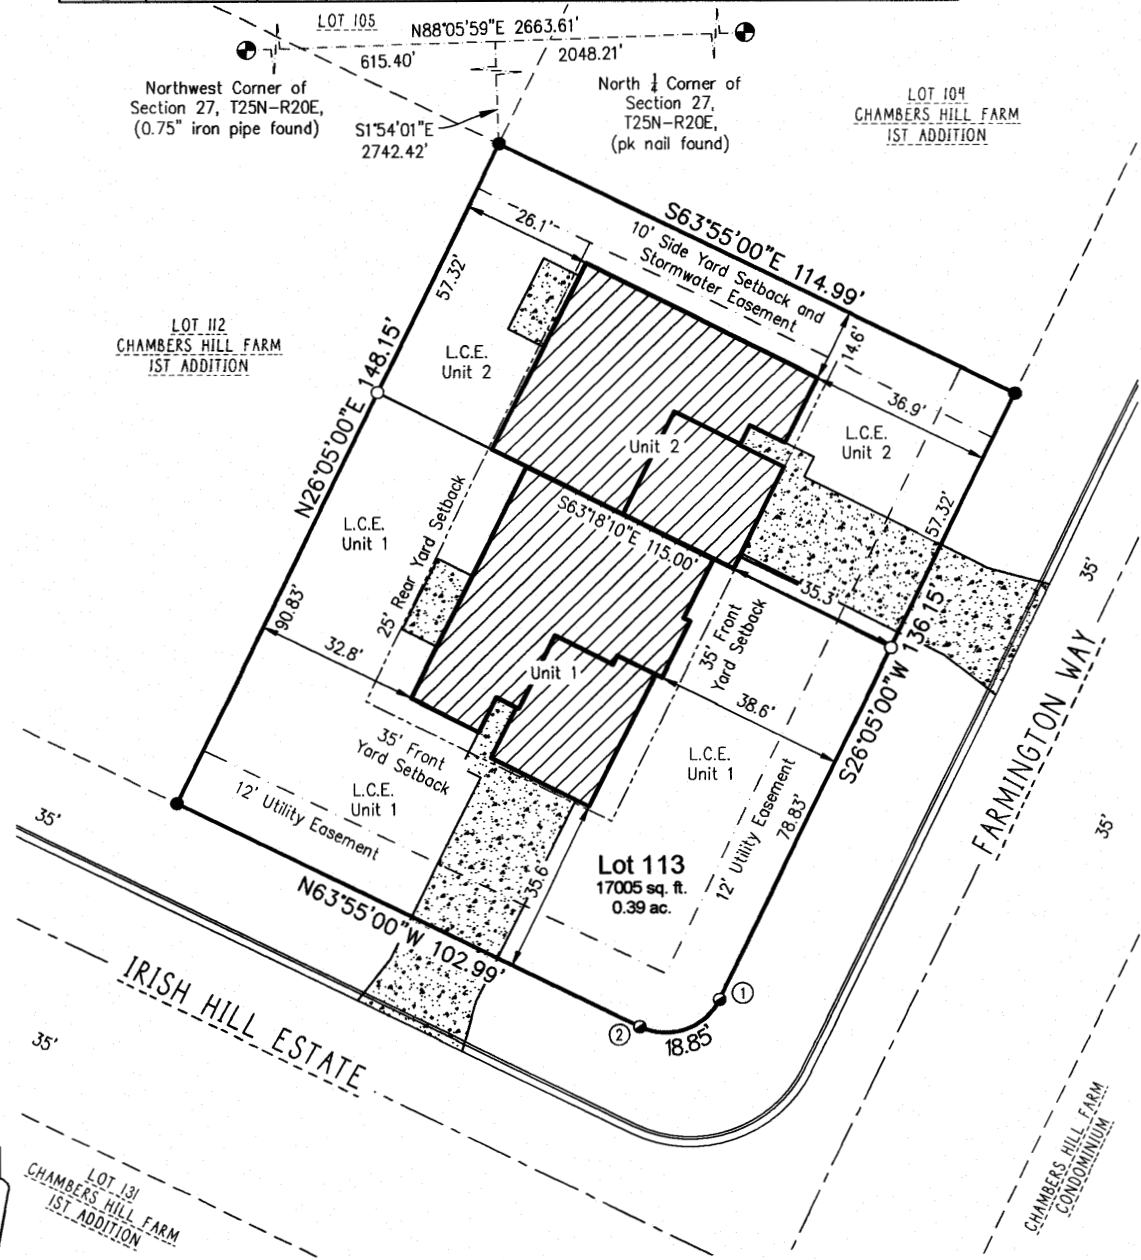 LOT 105
N88°05'59"E 2663.61'
615.40'
2048.21'
Northwest Corner of
Section 27, T25N-R20E,
(0.75" iron pipe found)
S1°54'01"E
2742.42'
North ¼ Corner of
Section 27,
T25N-R20E,
(pk nail found)
LOT 104
CHAMBERS HILL FARM
1ST ADDITION
S63°55'00"E 114.99'
10' Side Yard Setback and
Stormwater Easement
26.1'
57.32'
14.6'
LOT 112
CHAMBERS HILL FARM
1ST ADDITION
N26°05'00"E 148.15'
L.C.E.
Unit 2
36.9'
L.C.E.
Unit 2
Unit 2
57.32'
S63°18'10"E 115.00'
L.C.E.
Unit 1
25' Rear Yard Setback
35.3'
35'
90.83'
32.8'
35' Front
Yard Setback
136.15'
S26°05'00"W
Unit 1
38.6'
FARMINGTON WAY
35' Front
Yard Setback
L.C.E.
Unit 1
L.C.E.
Unit 1
12' Utility Easement
12' Utility Easement
78.83'
35'
35'
35.6'
Lot 113
17005 sq. ft.
0.39 ac.
N63°55'00"W 102.99'
IRISH HILL ESTATE
1
2
18.85'
35'
CHAMBERS HILL FARM
CONDOMINIUM
LOT 131
CHAMBERS HILL FARM
1ST ADDITION